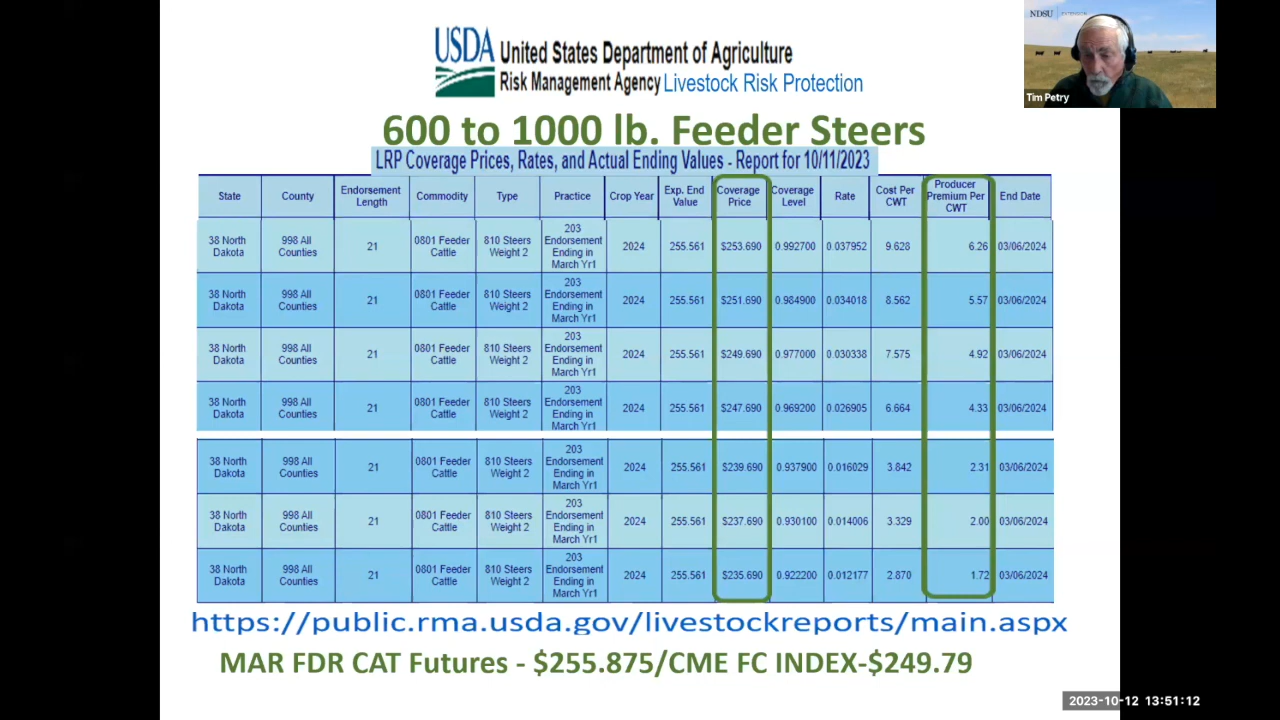 NDSU EXTENSION
Tim Petry
USDA United States Department of Agriculture
Risk Management Agency Livestock Risk Protection
600 to 1000 lb. Feeder Steers
LRP Coverage Prices, Rates, and Actual Ending Values - Report for 10/11/2023
State County Endorsement Length Commodity Type Practice Crop Year Exp. End Value Coverage Price Coverage Level Rate Cost Per CWT Producer Premium Per CWT End Date
38 North Dakota 998 All Counties 21 0801 Feeder Cattle 810 Steers Weight 2 203 Endorsement Ending in March Yr1 2024 255.561 $253.690 0.992700 0.037952 9.628 6.26 03/06/2024
38 North Dakota 998 All Counties 21 0801 Feeder Cattle 810 Steers Weight 2 203 Endorsement Ending in March Yr1 2024 255.561 $251.690 0.984900 0.034018 8.562 5.57 03/06/2024
38 North Dakota 998 All Counties 21 0801 Feeder Cattle 810 Steers Weight 2 203 Endorsement Ending in March Yr1 2024 255.561 $249.690 0.977000 0.030338 7.575 4.92 03/06/2024
38 North Dakota 998 All Counties 21 0801 Feeder Cattle 810 Steers Weight 2 203 Endorsement Ending in March Yr1 2024 255.561 $247.690 0.969200 0.026905 6.664 4.33 03/06/2024
38 North Dakota 998 All Counties 21 0801 Feeder Cattle 810 Steers Weight 2 203 Endorsement Ending in March Yr1 2024 255.561 $239.690 0.937900 0.016029 3.842 2.31 03/06/2024
38 North Dakota 998 All Counties 21 0801 Feeder Cattle 810 Steers Weight 2 203 Endorsement Ending in March Yr1 2024 255.561 $237.690 0.930100 0.014006 3.329 2.00 03/06/2024
38 North Dakota 998 All Counties 21 0801 Feeder Cattle 810 Steers Weight 2 203 Endorsement Ending in March Yr1 2024 255.561 $235.690 0.922200 0.012177 2.870 1.72 03/06/2024
https://public.rma.usda.gov/livestockreports/main.aspx
MAR FDR CAT Futures - $255.875/CME FC INDEX-$249.79
2023-10-12 13:51:12